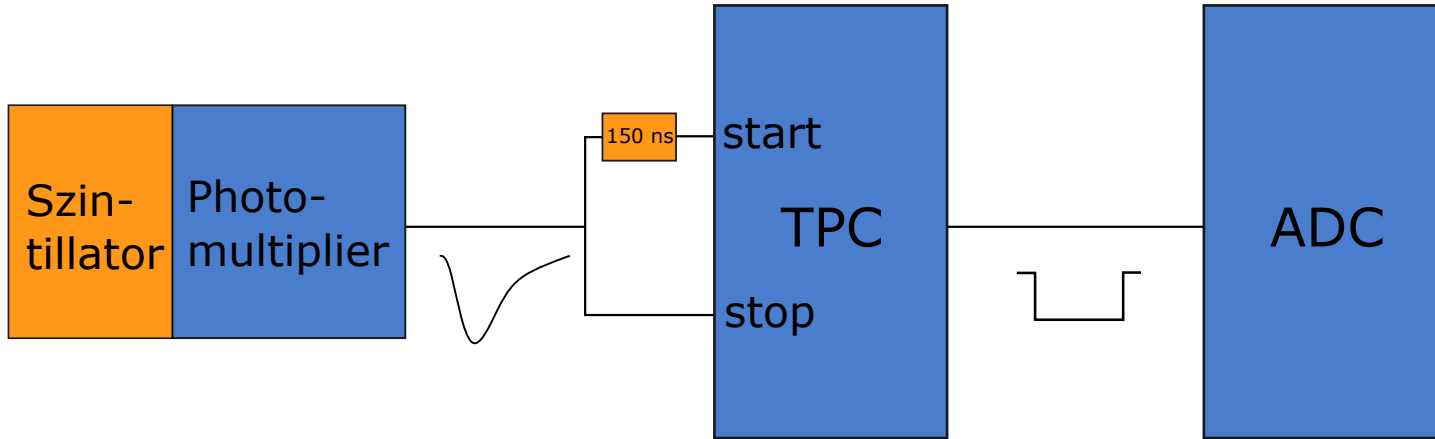 Szin-
tillator
Photo-
multiplier
150 ns
start
stop
TPC
ADC